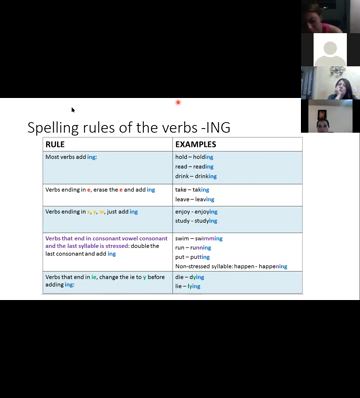 Spelling rules of the verbs -ING
RULE
EXAMPLES
Most verbs add ing:
hold – holding
read – reading
drink – drinking
Verbs ending in e, erase the e and add ing
take – taking
leave – leaving
Verbs ending in x, y, w, just add ing
enjoy - enjoying
study - studying
Verbs that end in consonant vowel consonant
and the last syllable is stressed: double the
last consonant and add ing
swim – swimming
run – running
put – putting
Non-stressed syllable: happen - happening
Verbs that end in ie, change the ie to y before
adding ing:
die – dying
lie – lying